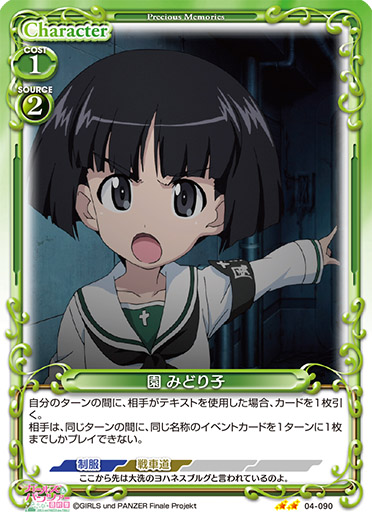 Precious Memories
Character
COST
1
SOURCE
2
園 みどり子
自分のターンの間に、相手がテキストを使用した場合、カードを1枚引
く。
相手は、同じターンの間に、同じ名称のイベントカードを1ターンに1枚
までしかプレイできない。
制服 戦車道
ここから先は大洗のヨハネスブルグと言われているのよ。
©GIRLS und PANZER Finale Projekt
04-090